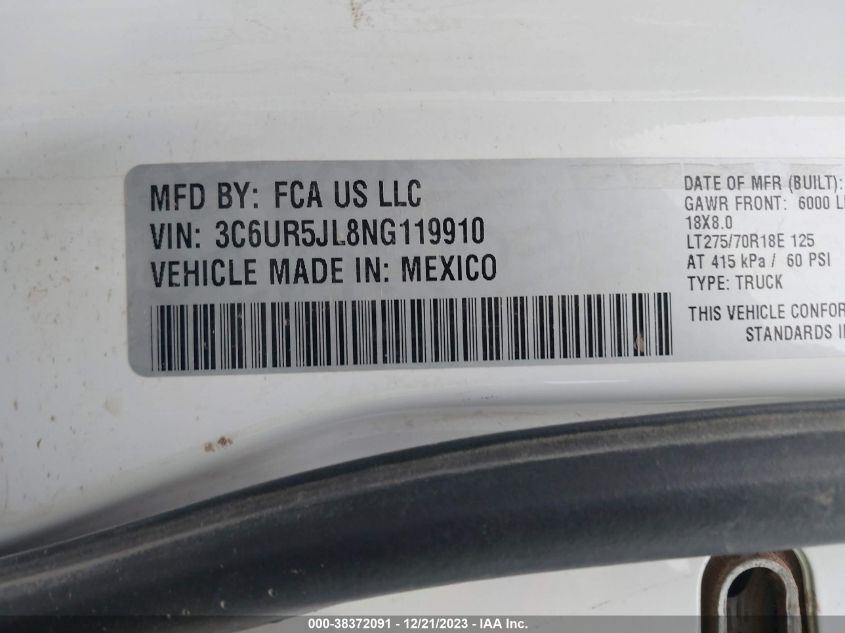 MFD BY: FCA US LLC
VIN: 3C6UR5JL8NG119910
VEHICLE MADE IN: MEXICO
DATE OF MFR (BUILT):
GAWR FRONT: 6000
18X8.0
LT275/70R18E 125
AT 415 kPa / 60 PSI
TYPE: TRUCK
THIS VEHICLE
STANDARDS
000-38372091 - 12/21/2023 - IAA Inc.